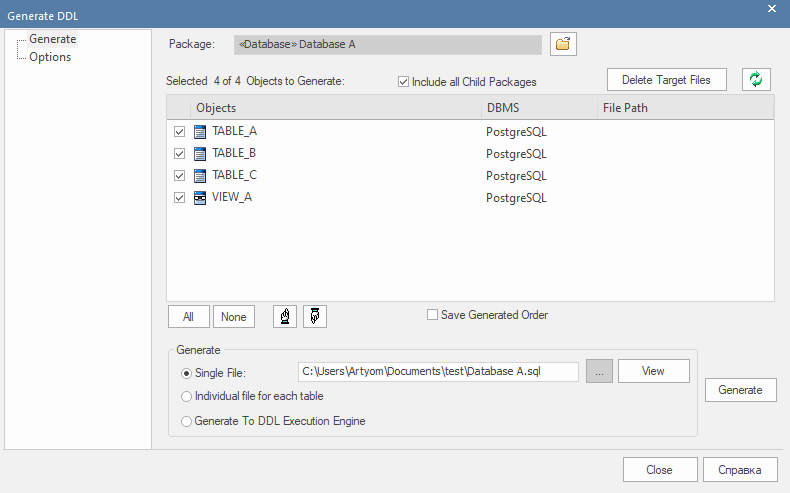 Generate DDL
Generate
Options
Package: «Database» Database A
Selected 4 of 4 Objects to Generate: Include all Child Packages Delete Target Files
Objects DBMS File Path
TABLE_A PostgreSQL
TABLE_B PostgreSQL
TABLE_C PostgreSQL
VIEW_A PostgreSQL
All None Save Generated Order
Generate
Single File: C:\Users\Artyom\Documents\test\Database A.sql ... View
Individual file for each table
Generate
Generate To DDL Execution Engine
Close Справка